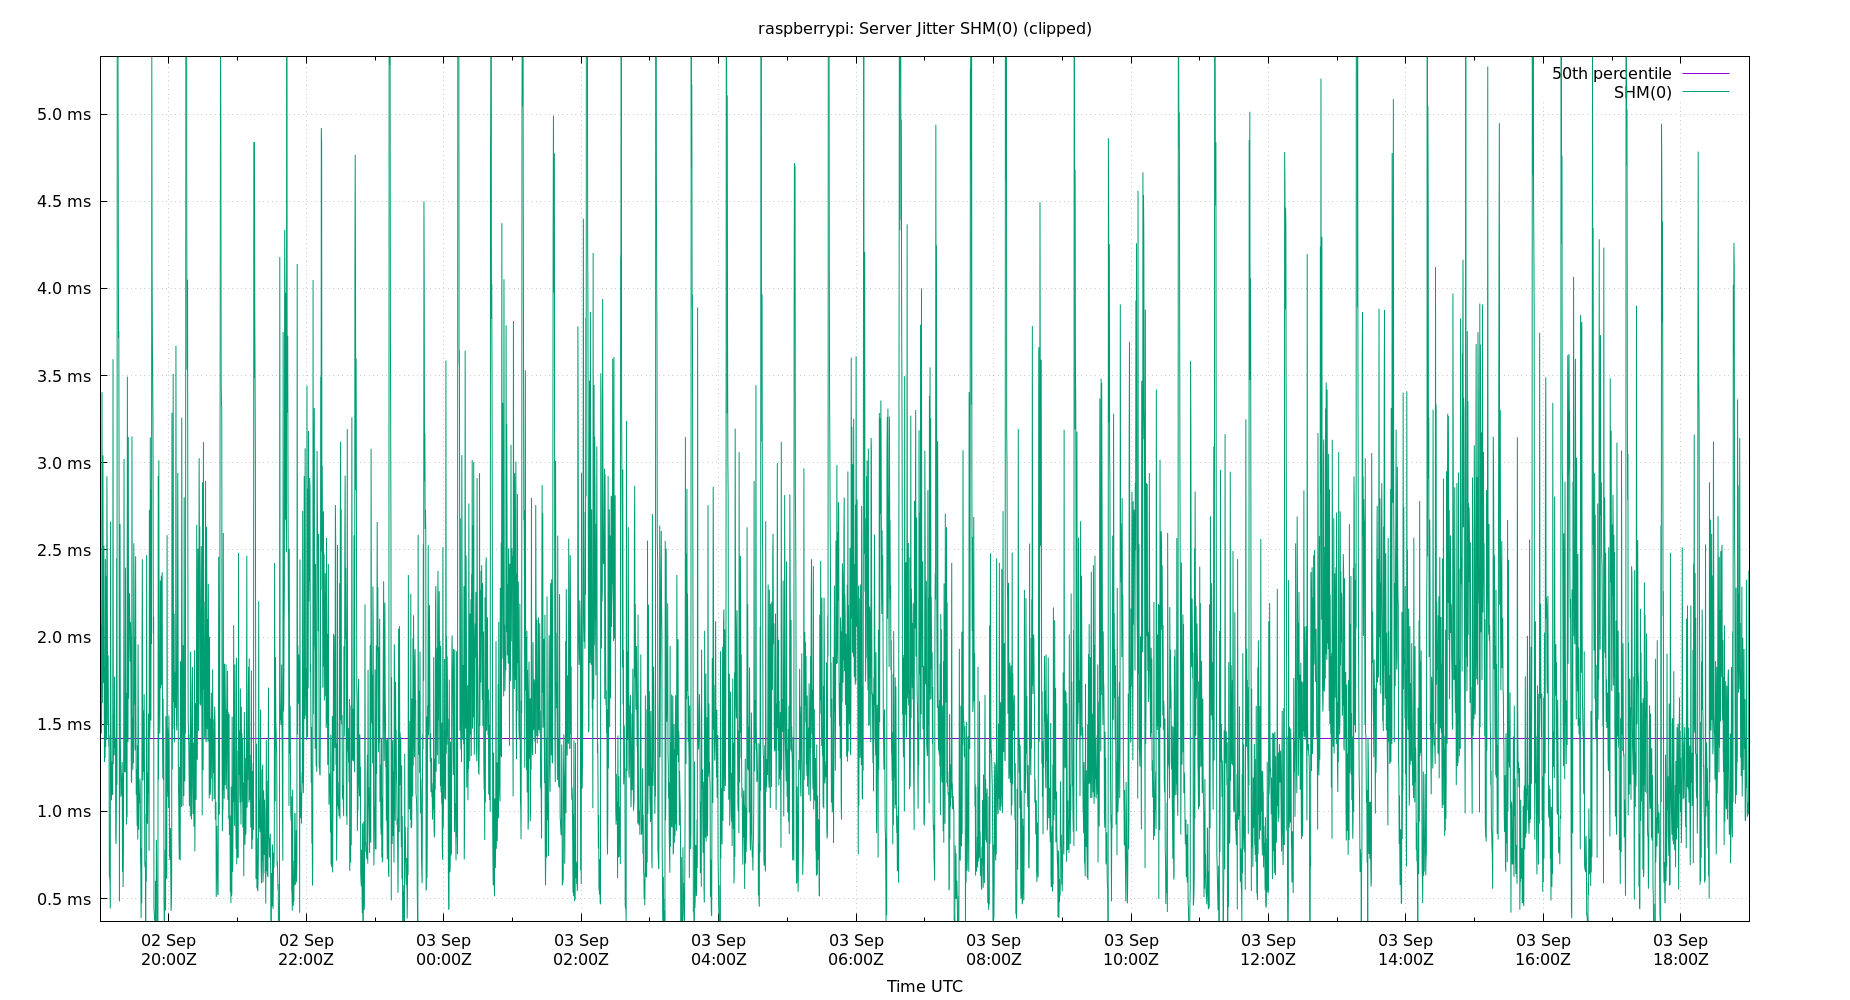 raspberrypi: Server Jitter SHM(0) (clipped)
50th percentile
SHM(0)
5.0 ms
4.5 ms
4.0 ms
3.5 ms
3.0 ms
2.5 ms
2.0 ms
1.5 ms
1.0 ms
0.5 ms
02 Sep 02 Sep 03 Sep 03 Sep 03 Sep 03 Sep 03 Sep 03 Sep 03 Sep 03 Sep 03 Sep 03 Sep
20:00Z 22:00Z 00:00Z 02:00Z 04:00Z 06:00Z 08:00Z 10:00Z 12:00Z 14:00Z 16:00Z 18:00Z
Time UTC